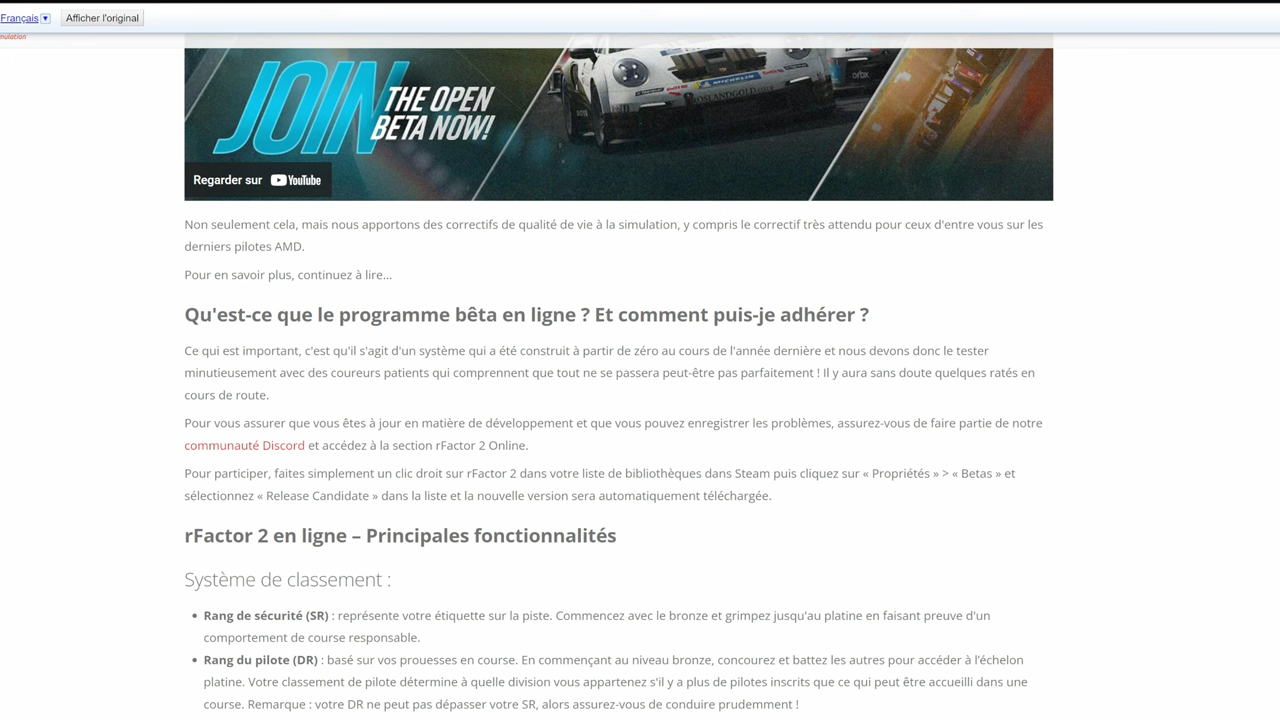 Français
Afficher l'original
mulation
JOIN THE OPEN
BETA NOW!
MICHELIN
orbx
Regarder sur YouTube
Non seulement cela, mais nous apportons des correctifs de qualité de vie à la simulation, y compris le correctif très attendu pour ceux d'entre vous sur les
derniers pilotes AMD.
Pour en savoir plus, continuez à lire…
Qu'est-ce que le programme bêta en ligne ? Et comment puis-je adhérer ?
Ce qui est important, c'est qu'il s'agit d'un système qui a été construit à partir de zéro au cours de l'année dernière et nous devons donc le tester
minutieusement avec des coureurs patients qui comprennent que tout ne se passera peut-être pas parfaitement ! Il y aura sans doute quelques ratés en
cours de route.
Pour vous assurer que vous êtes à jour en matière de développement et que vous pouvez enregistrer les problèmes, assurez-vous de faire partie de notre
communauté Discord et accédez à la section rFactor 2 Online.
Pour participer, faites simplement un clic droit sur rFactor 2 dans votre liste de bibliothèques dans Steam puis cliquez sur « Propriétés » > « Betas » et
sélectionnez « Release Candidate » dans la liste et la nouvelle version sera automatiquement téléchargée.
rFactor 2 en ligne – Principales fonctionnalités
Système de classement :
• Rang de sécurité (SR) : représente votre étiquette sur la piste. Commencez avec le bronze et grimpez jusqu'au platine en faisant preuve d'un
comportement de course responsable.
• Rang du pilote (DR) : basé sur vos prouesses en course. En commençant au niveau bronze, concourez et battez les autres pour accéder à l'échelon
platine. Votre classement de pilote détermine à quelle division vous appartenez s'il y a plus de pilotes inscrits que ce qui peut être accueilli dans une
course. Remarque : votre DR ne peut pas dépasser votre SR, alors assurez-vous de conduire prudemment !